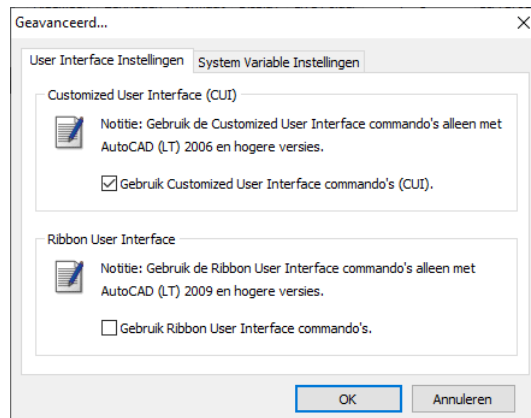 Geavanceerd...
User Interface Instellingen
System Variable Instellingen
Customized User Interface (CUI)
Notitie: Gebruik de Customized User Interface commando's alleen met
AutoCAD (LT) 2006 en hogere versies.
Gebruik Customized User Interface commando's (CUI).
Ribbon User Interface
Notitie: Gebruik de Ribbon User Interface commando's alleen met
AutoCAD (LT) 2009 en hogere versies.
Gebruik Ribbon User Interface commando's.
OK
Annuleren